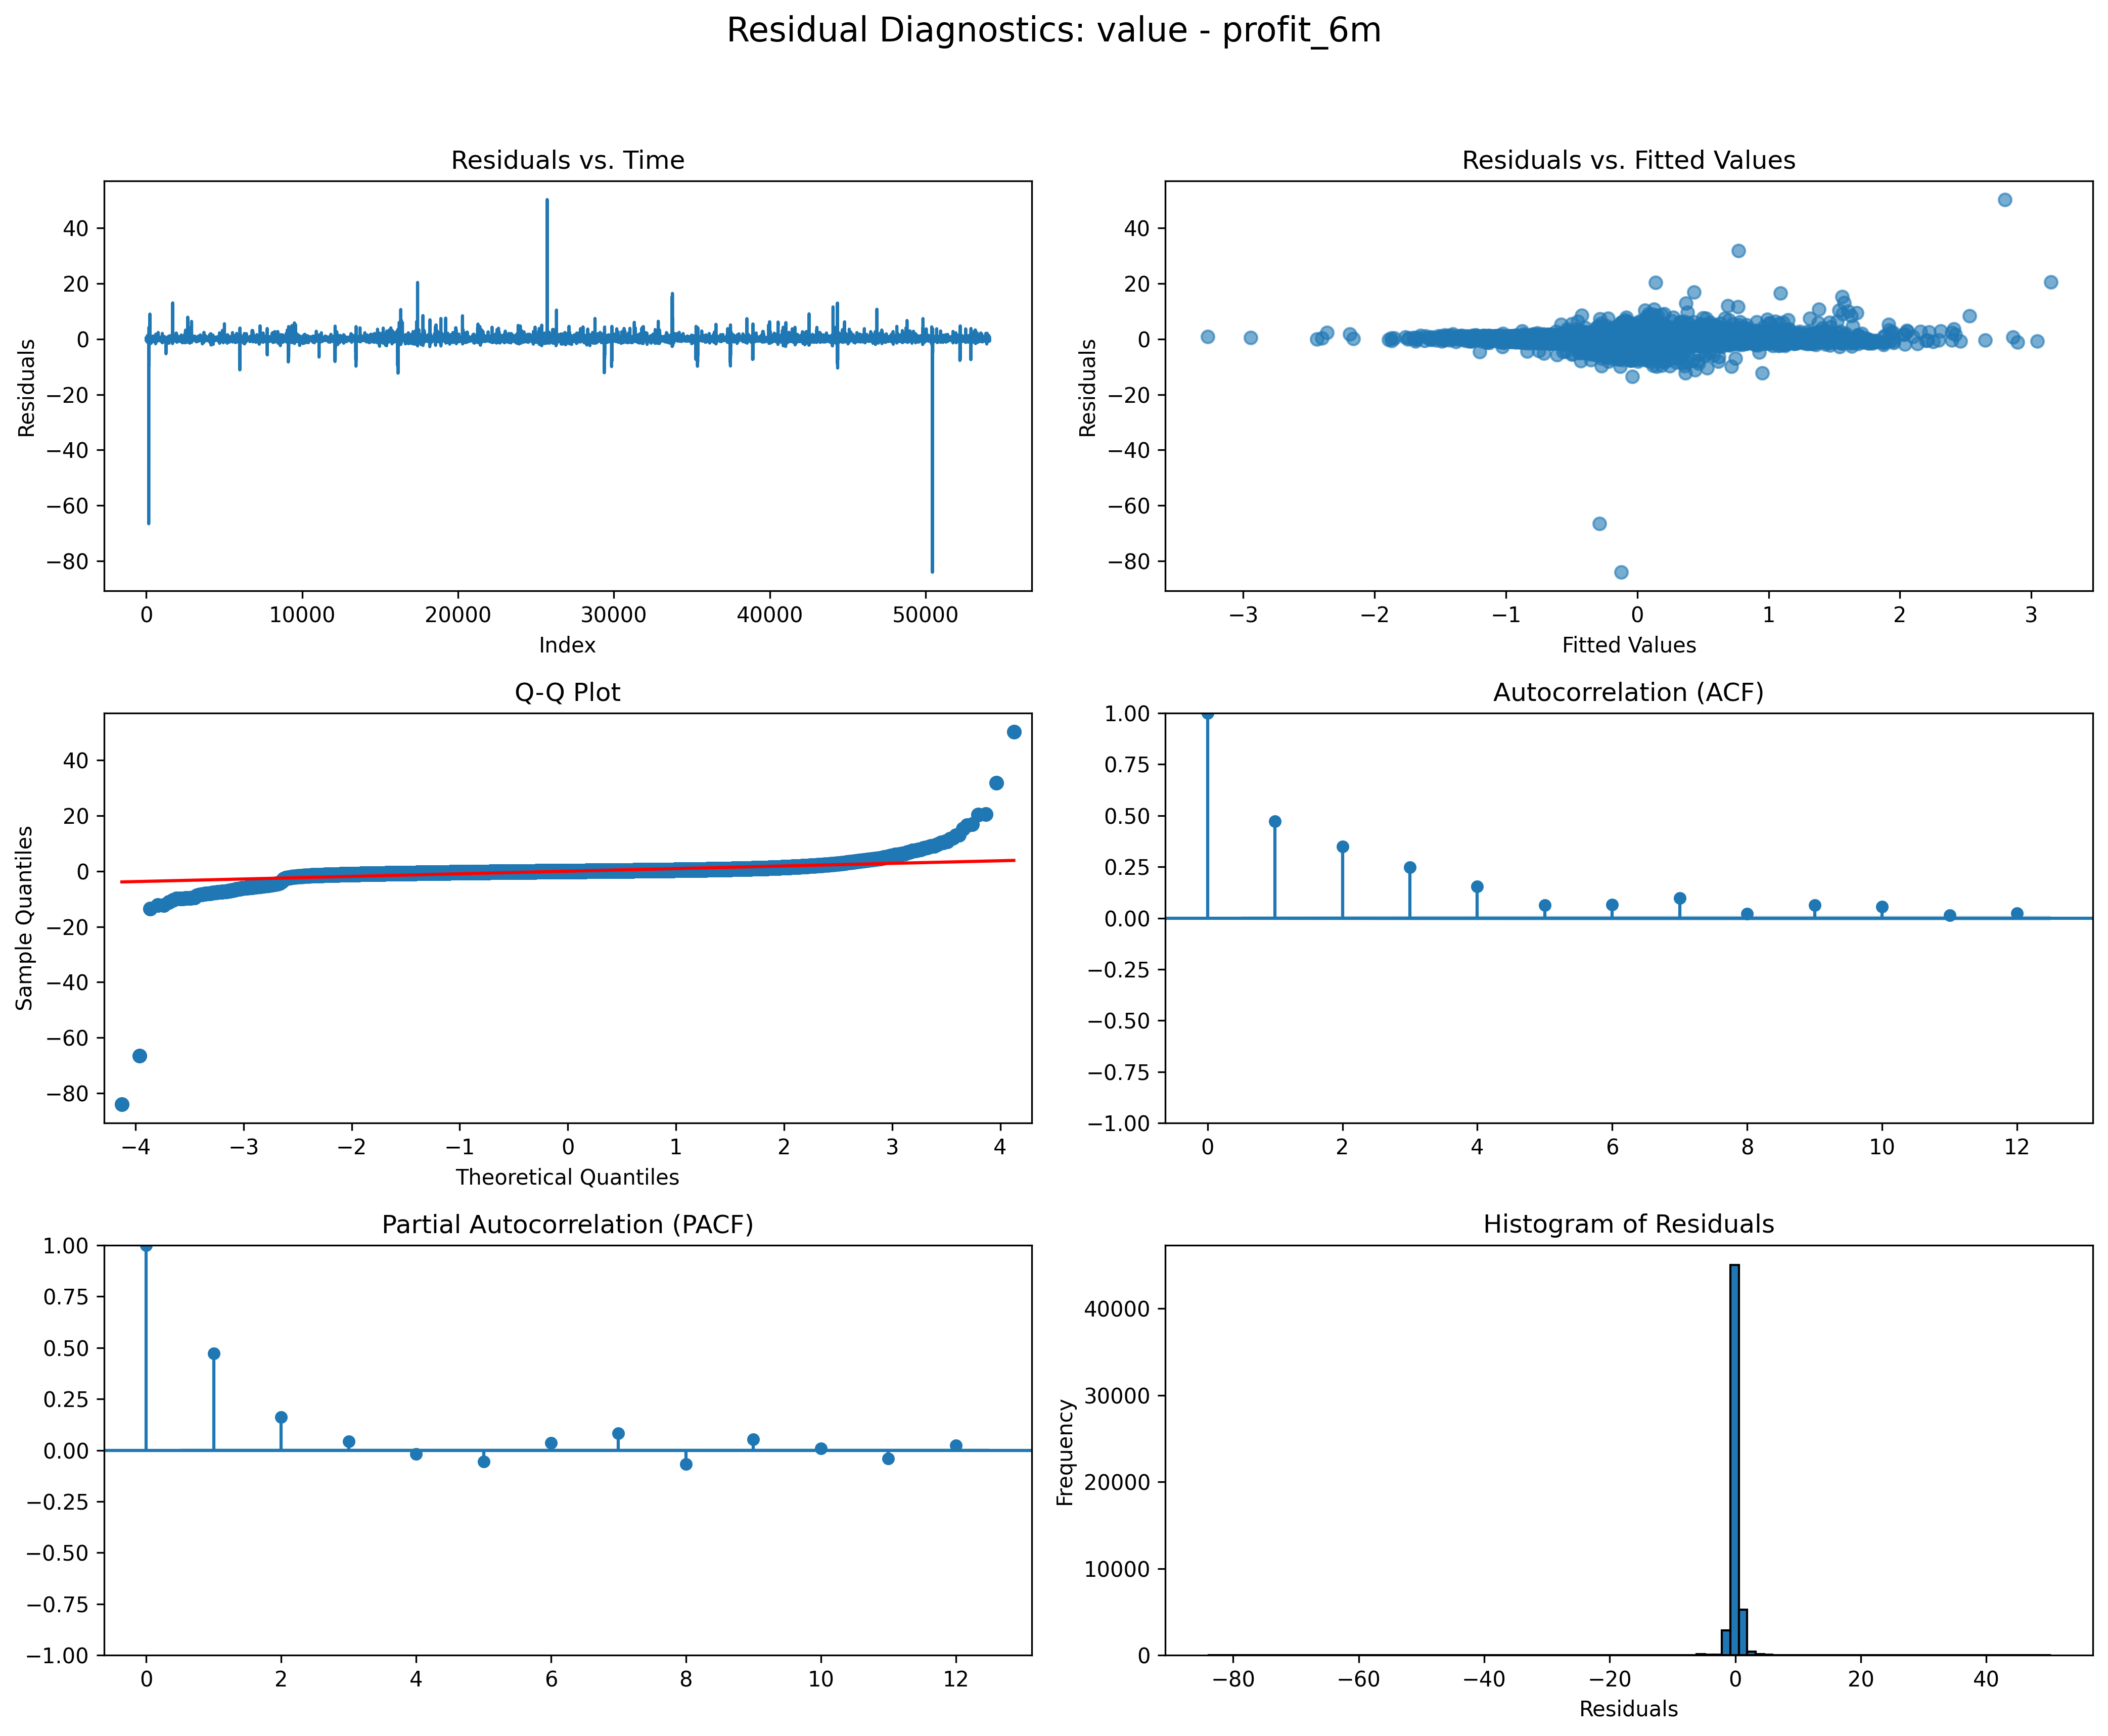 Residual Diagnostics: value - profit_6m
Residuals vs. Time
Residuals
40
20
0
−20
−40
−60
−80
0 10000 20000 30000 40000 50000
Index
Residuals vs. Fitted Values
Residuals
40
20
0
−20
−40
−60
−80
−3 −2 −1 0 1 2 3
Fitted Values
Q-Q Plot
Sample Quantiles
40
20
0
−20
−40
−60
−80
−4 −3 −2 −1 0 1 2 3 4
Theoretical Quantiles
Autocorrelation (ACF)
1.00
0.75
0.50
0.25
0.00
−0.25
−0.50
−0.75
−1.00
0 2 4 6 8 10 12
Partial Autocorrelation (PACF)
1.00
0.75
0.50
0.25
0.00
−0.25
−0.50
−0.75
−1.00
0 2 4 6 8 10 12
Histogram of Residuals
Frequency
40000
30000
20000
10000
0
−80 −60 −40 −20 0 20 40
Residuals